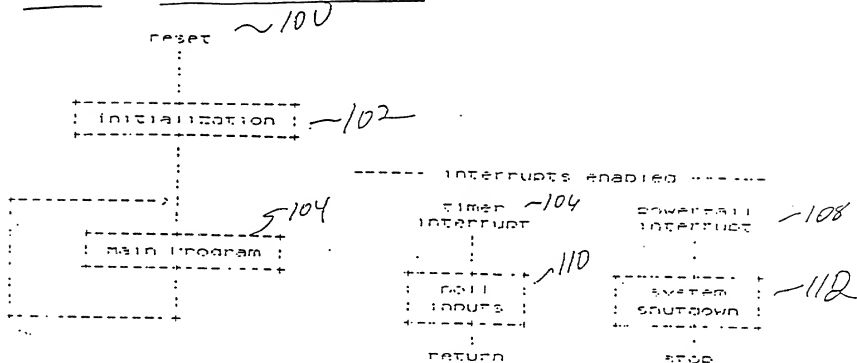 reset ~100
initialization ~102
interrupts enabled
Main Program 104
timer interrupt ~104
powerfail interrupt ~108
poll inputs ~110
system shutdown ~112
return
stop